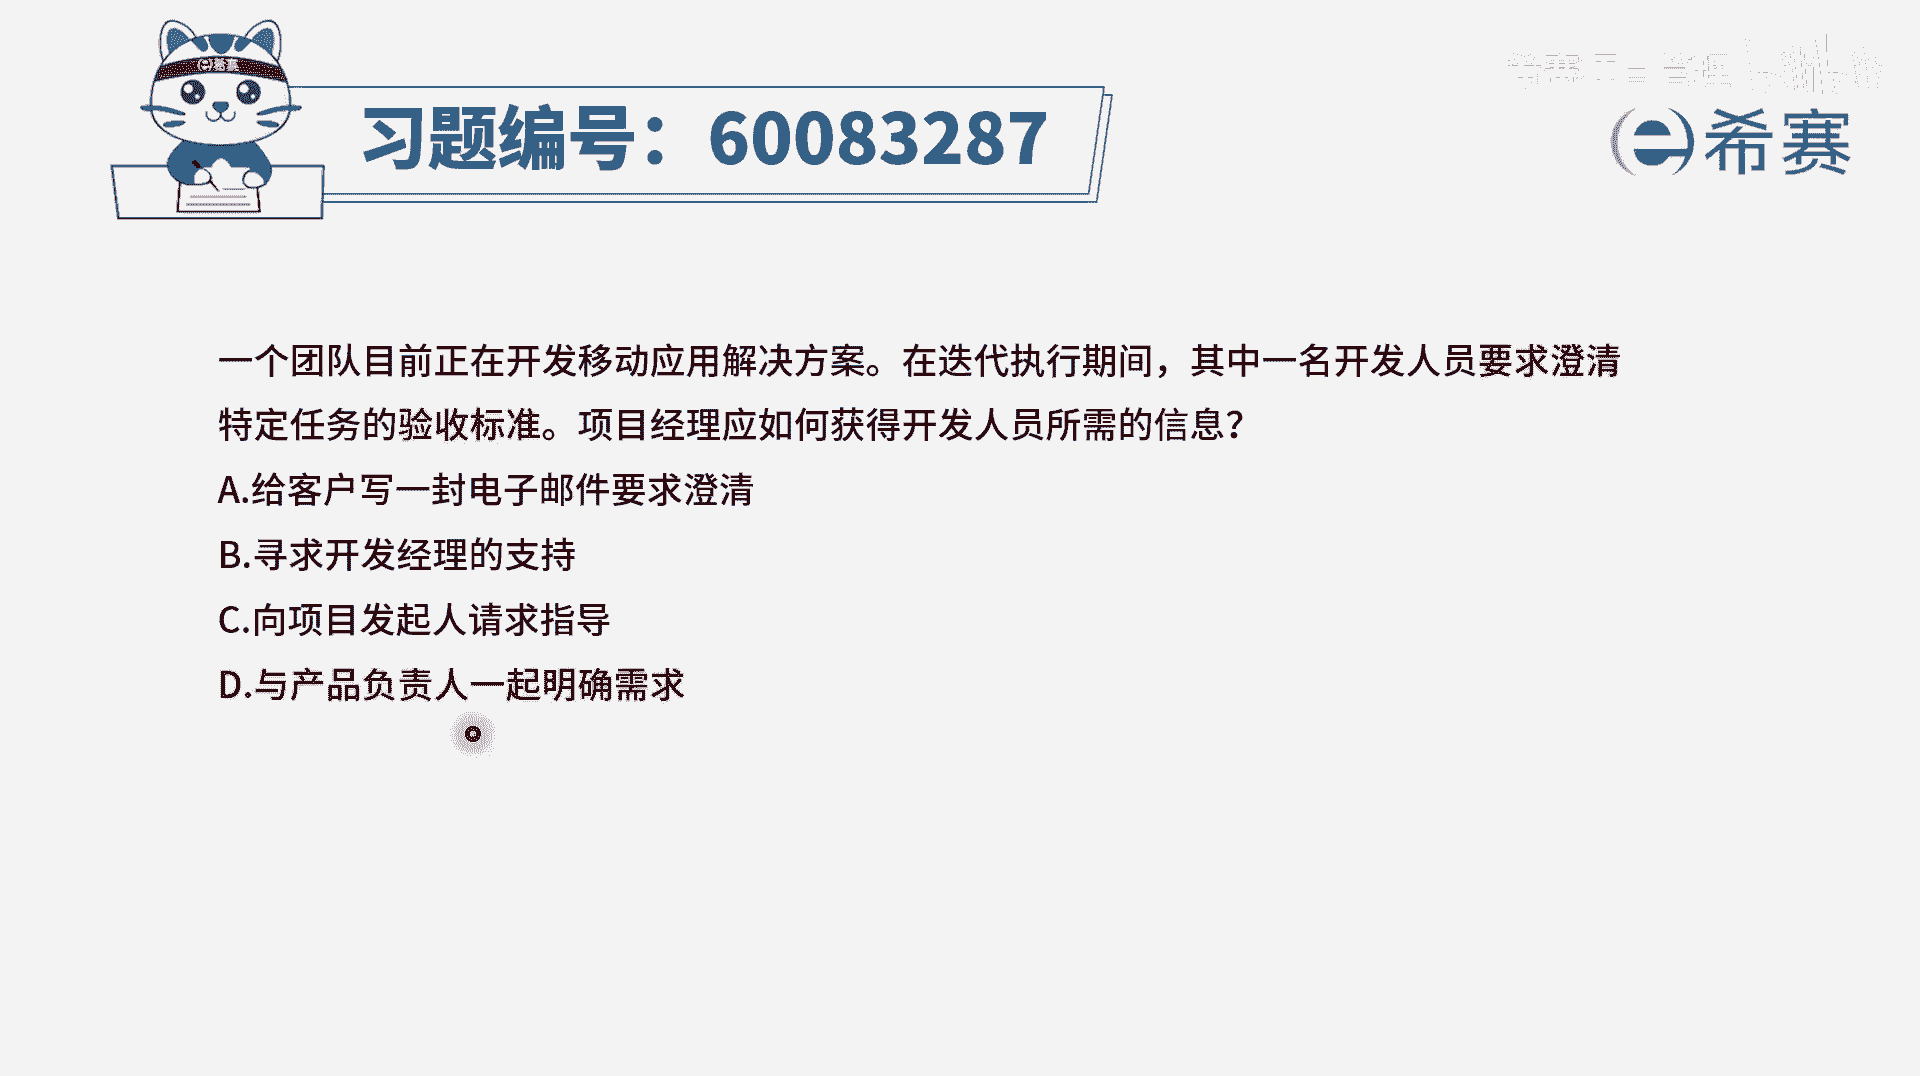 希赛
习题编号：60083287
希赛
一个团队目前正在开发移动应用解决方案。在迭代执行期间，其中一名开发人员要求澄清
特定任务的验收标准。项目经理应如何获得开发人员所需的信息？
A.给客户写一封电子邮件要求澄清
B.寻求开发经理的支持
C.向项目发起人请求指导
D.与产品负责人一起明确需求